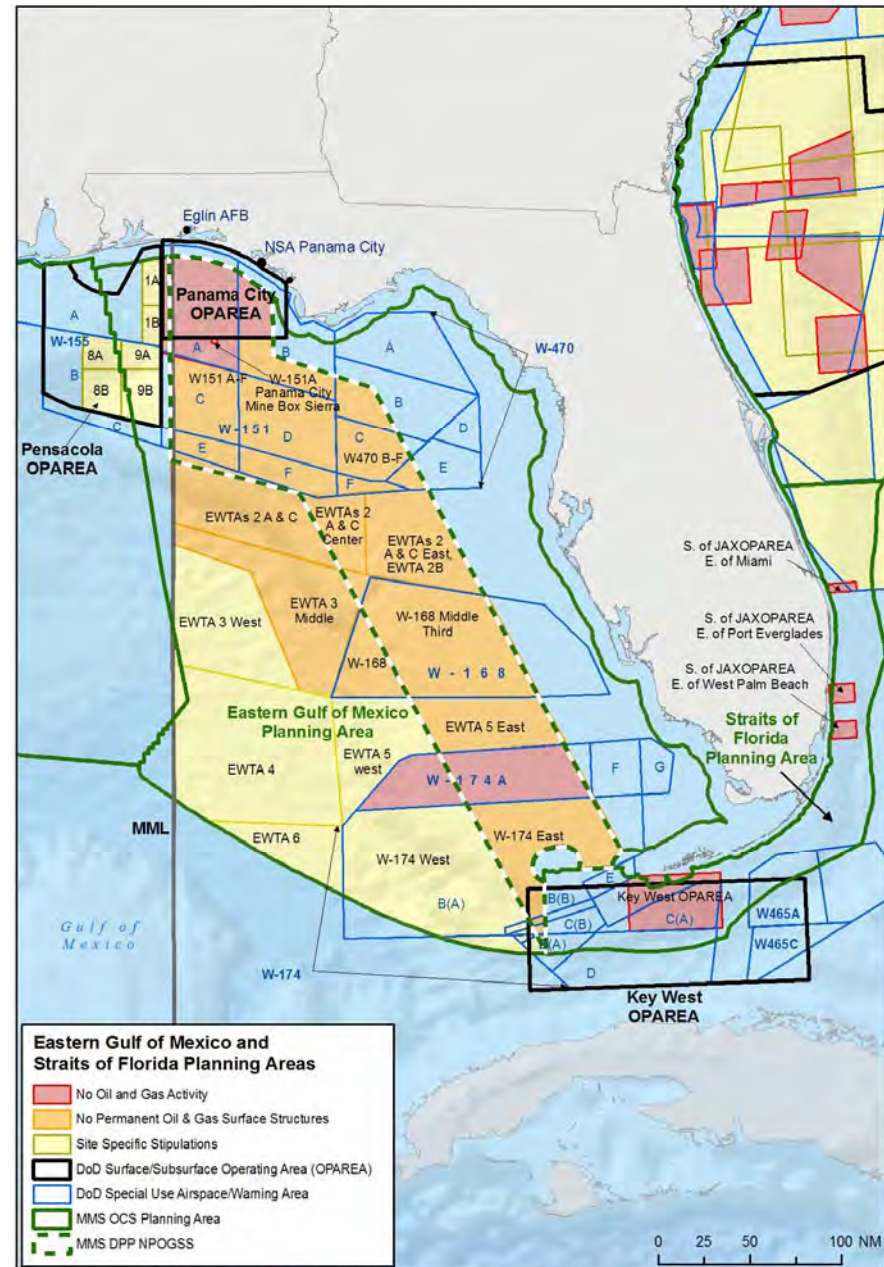 Eglin AFB
NSA Panama City
1A
Panama City
OPAREA
1B
A
W-155
B
8A
9A
8B
9B
C
Pensacola
OPAREA
A
B
W-151A
Panama City
Mine Box Sierra
W151 A-F
C
W-151
D
E
F
W-470
A
B
C
D
W470 B-F
E
F
EWTAs 2 A & C
EWTAs 2
A & C
Center
EWTAs 2
A & C East,
EWTA 2B
EWTA 3 West
EWTA 3
Middle
W-168 Middle
Third
W-168
W - 168
Eastern Gulf of Mexico
Planning Area
EWTA 5 East
EWTA 4
EWTA 5
west
W-174A
F
G
MML
EWTA 6
W-174 West
W-174 East
B(A)
E
B(B)
Key West OPAREA
C(B)
C(A)
B(A)
D
W465A
W465C
W-174
Key West
OPAREA
S. of JAXOPAREA
E. of Miami
S. of JAXOPAREA
E. of Port Everglades
S. of JAXOPAREA
E. of West Palm Beach
Straits of
Florida
Planning Area
Gulf of
Mexico
Eastern Gulf of Mexico and
Straits of Florida Planning Areas
No Oil and Gas Activity
No Permanent Oil & Gas Surface Structures
Site Specific Stipulations
DoD Surface/Subsurface Operating Area (OPAREA)
DoD Special Use Airspace/Warning Area
MMS OCS Planning Area
MMS DPP NPOGSS
0 25 50 100 NM